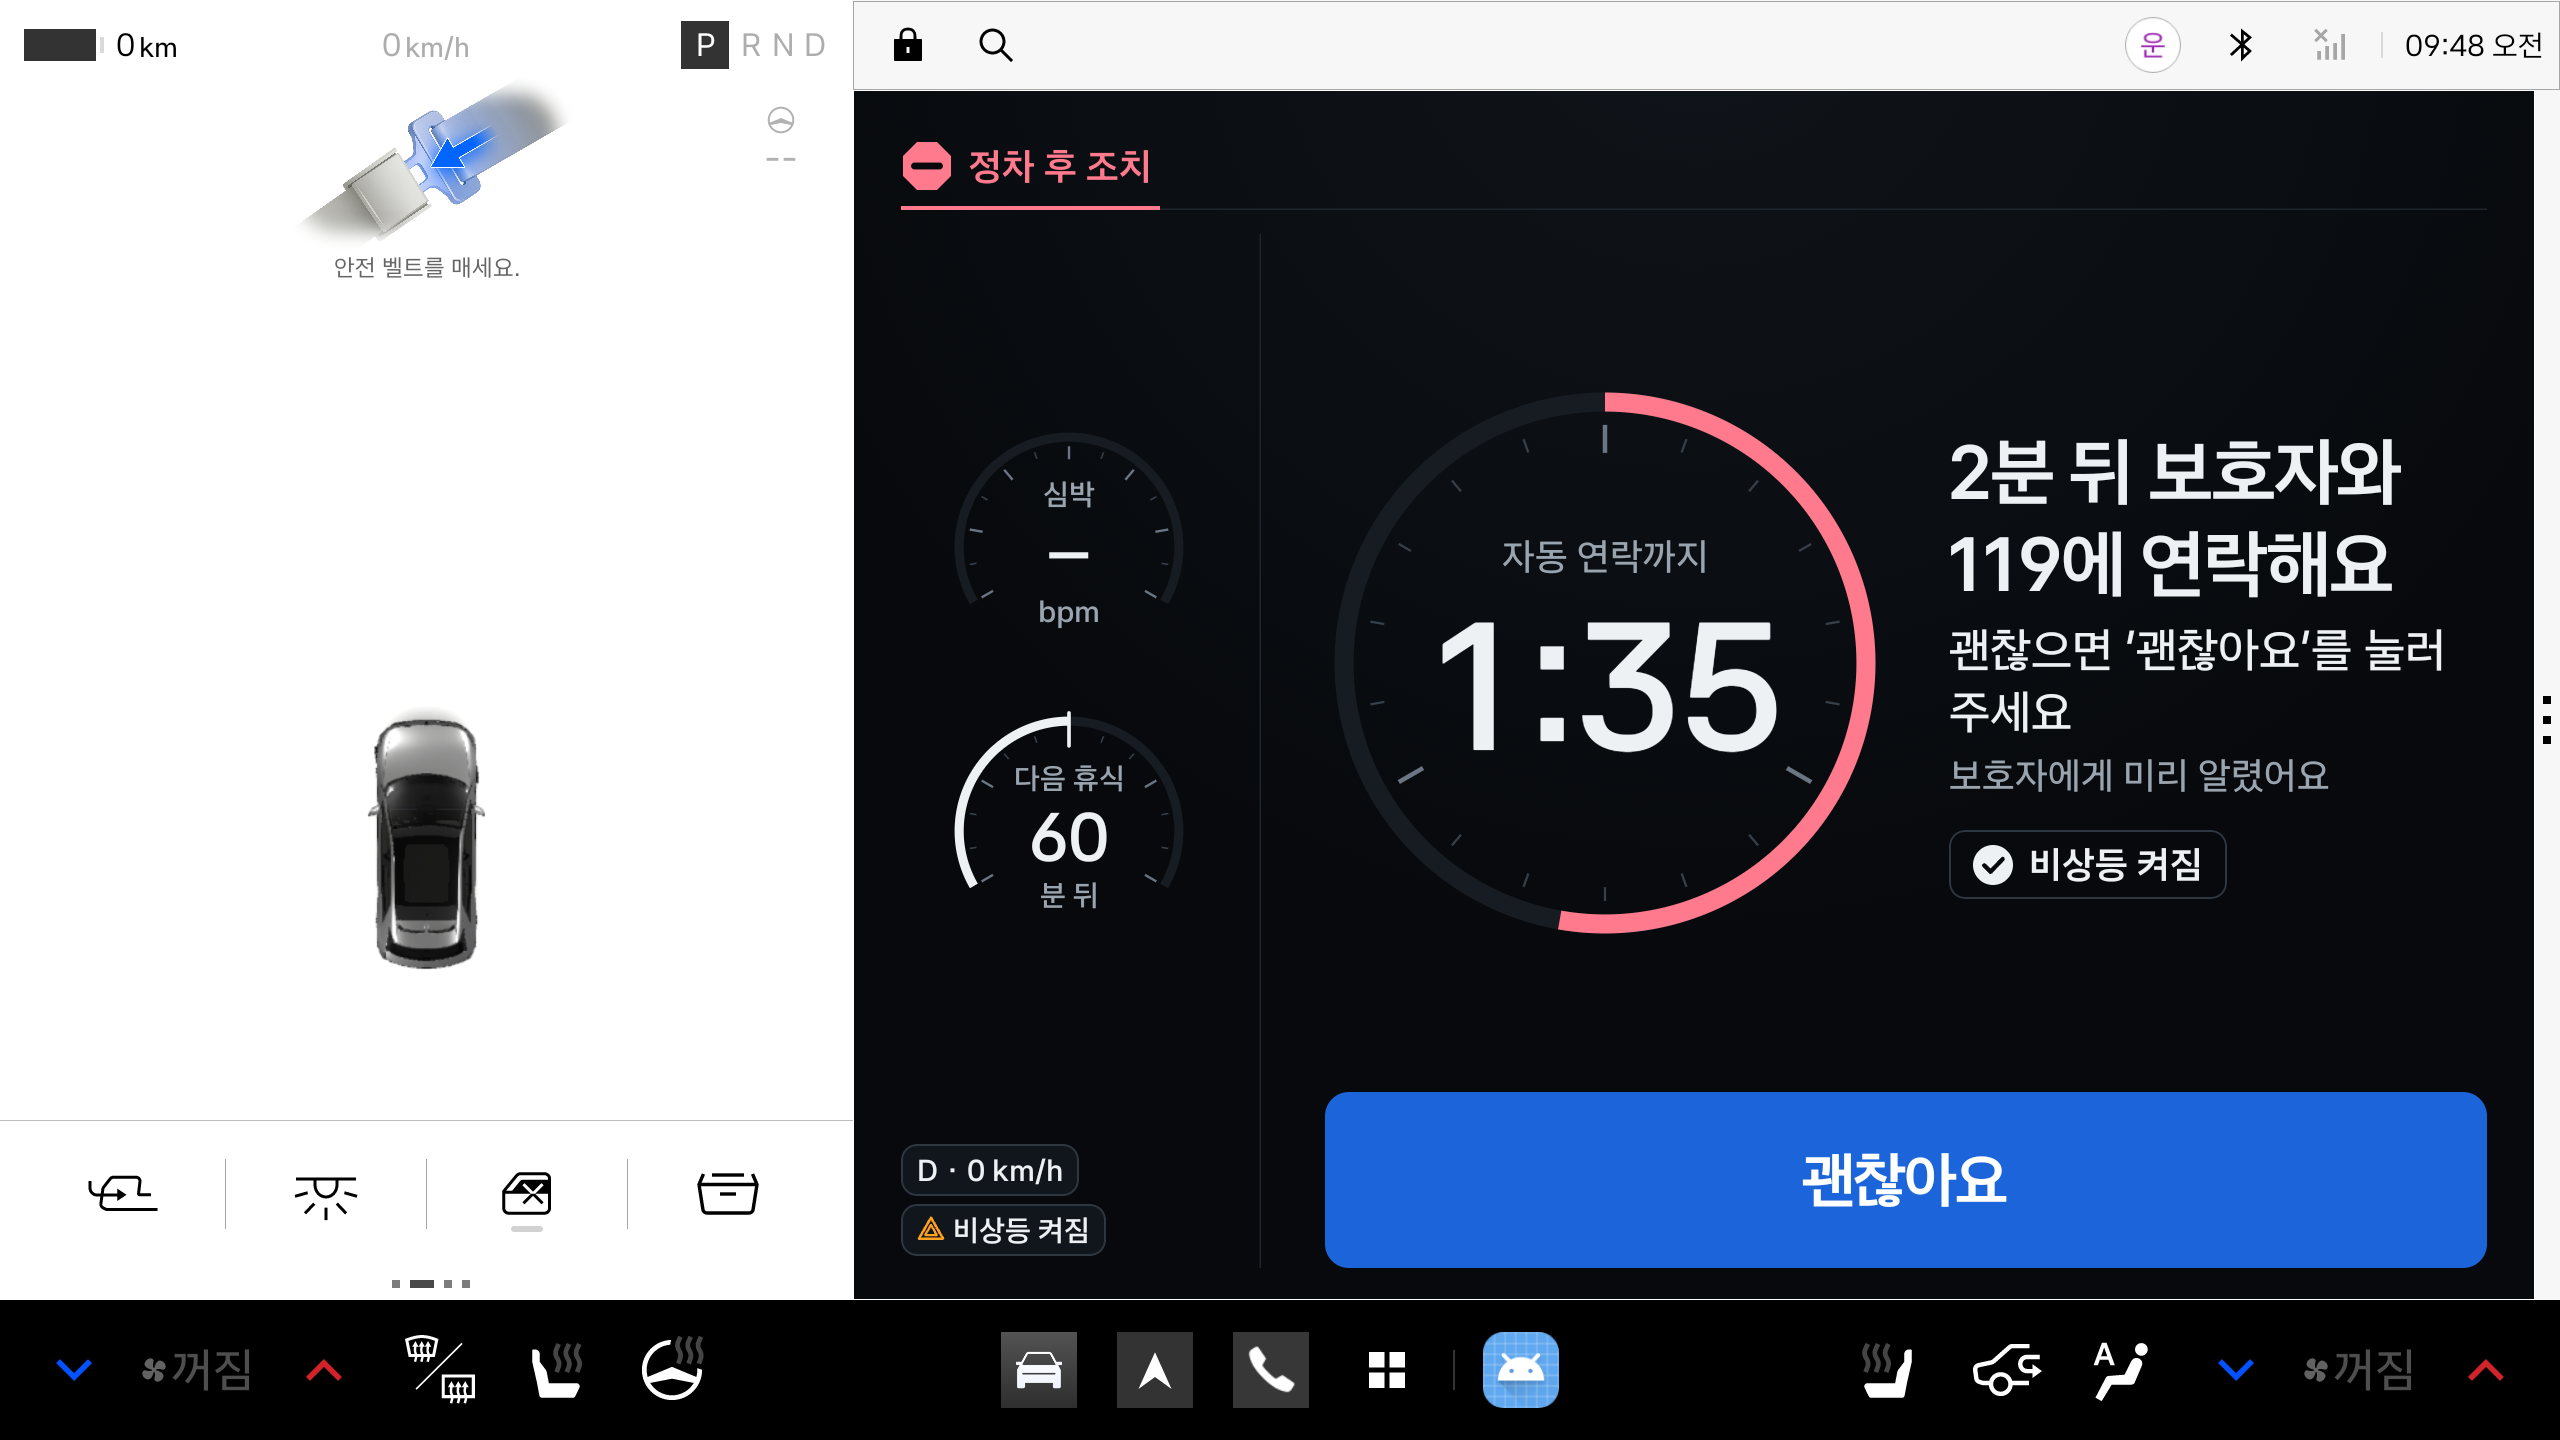 0 km
0 km/h
P R N D
안전 벨트를 매세요.
운
09:48 오전
정차 후 조치
심박
bpm
다음 휴식
60
분 뒤
D · 0 km/h
비상등 켜짐
자동 연락까지
1:35
2분 뒤 보호자와
119에 연락해요
괜찮으면 '괜찮아요'를 눌러
주세요
보호자에게 미리 알렸어요
비상등 켜짐
괜찮아요
꺼짐
A
꺼짐